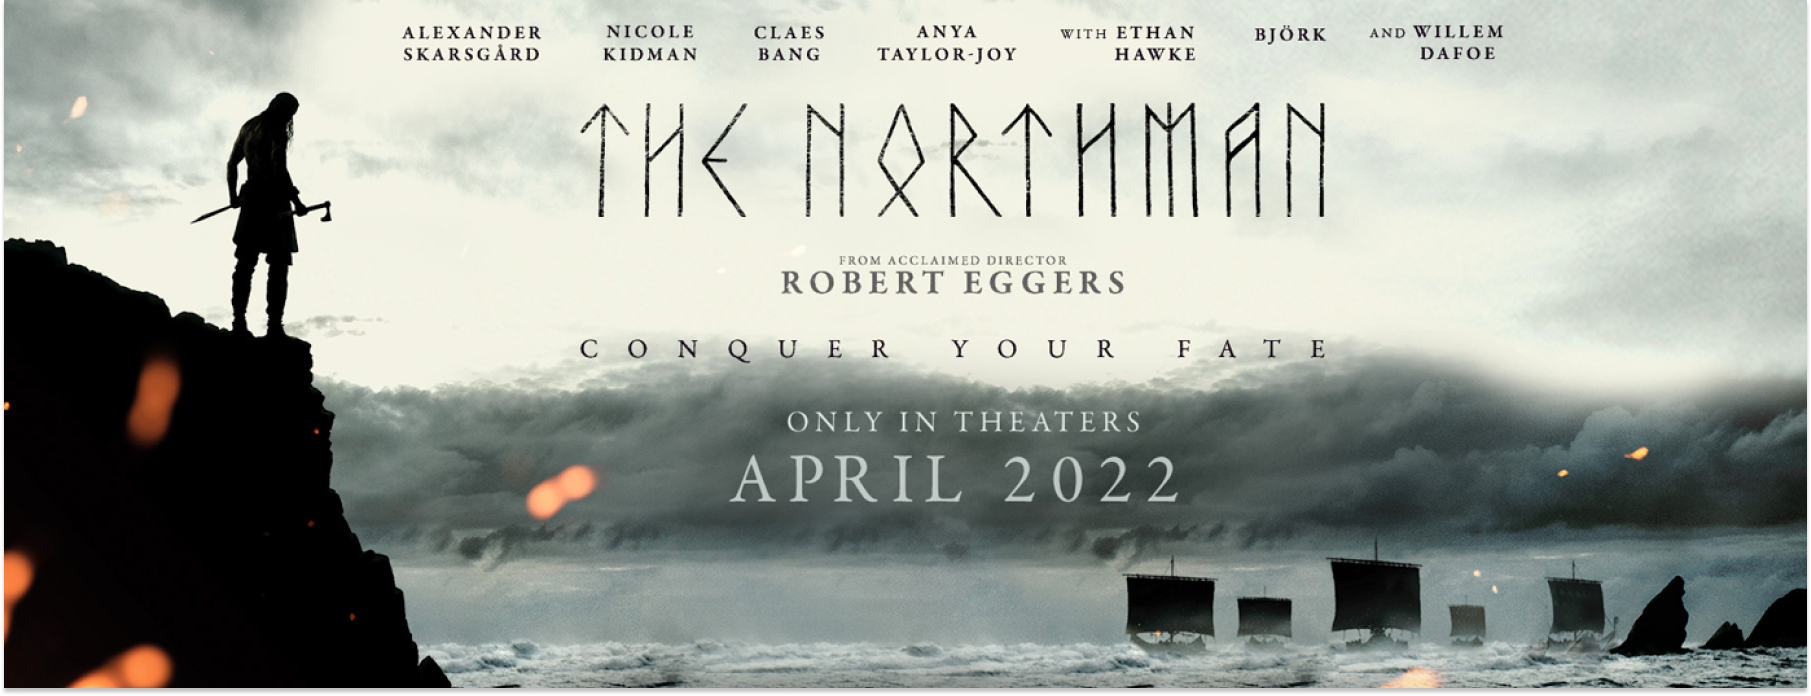 ALEXANDER NICOLE CLAES ANYA WITH ETHAN BJÖRK AND WILLEM
SKARSGÅRD KIDMAN BANG TAYLOR-JOY HAWKE DAFOE
THE NORTHMAN
FROM ACCLAIMED DIRECTOR
ROBERT EGGERS
CONQUER YOUR FATE
ONLY IN THEATERS
APRIL 2022